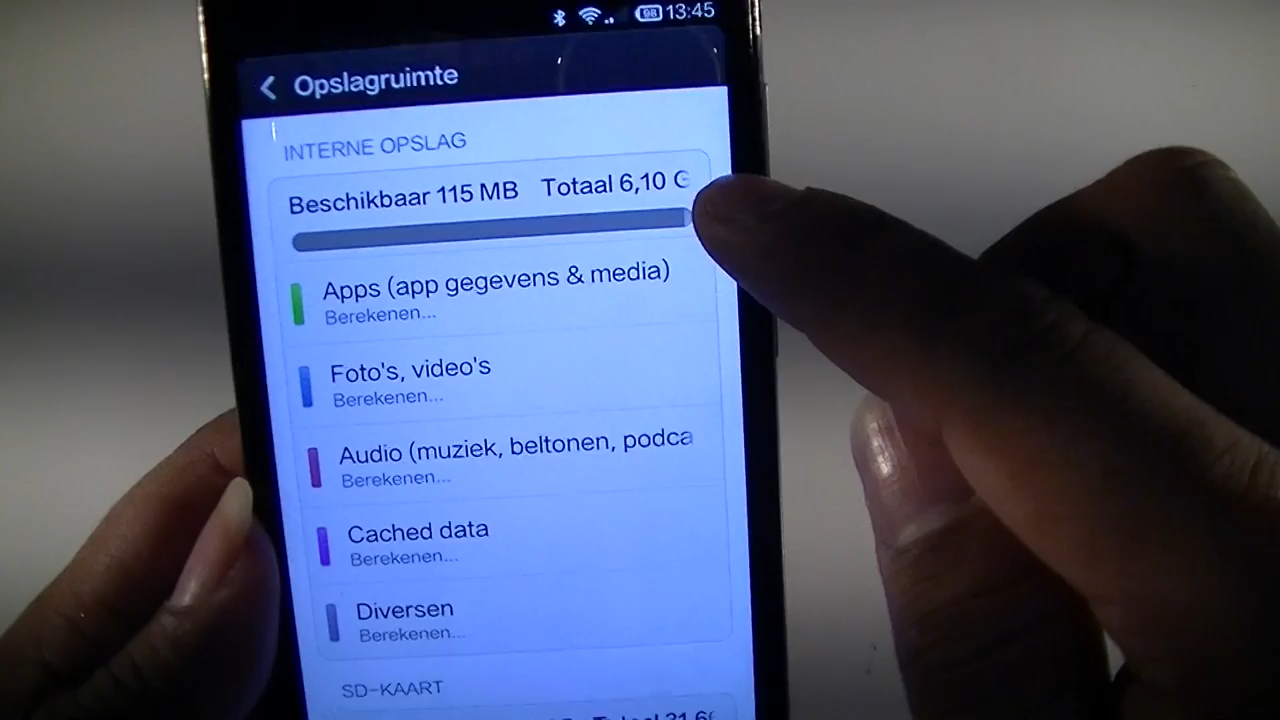 98 13:45
Opslagruimte
INTERNE OPSLAG
Beschikbaar 115 MB Totaal 6,10 G
Apps (app gegevens & media)
Berekenen...
Foto's, video's
Berekenen...
Audio (muziek, beltonen, podca
Berekenen...
Cached data
Berekenen...
Diversen
Berekenen...
SD-KAART